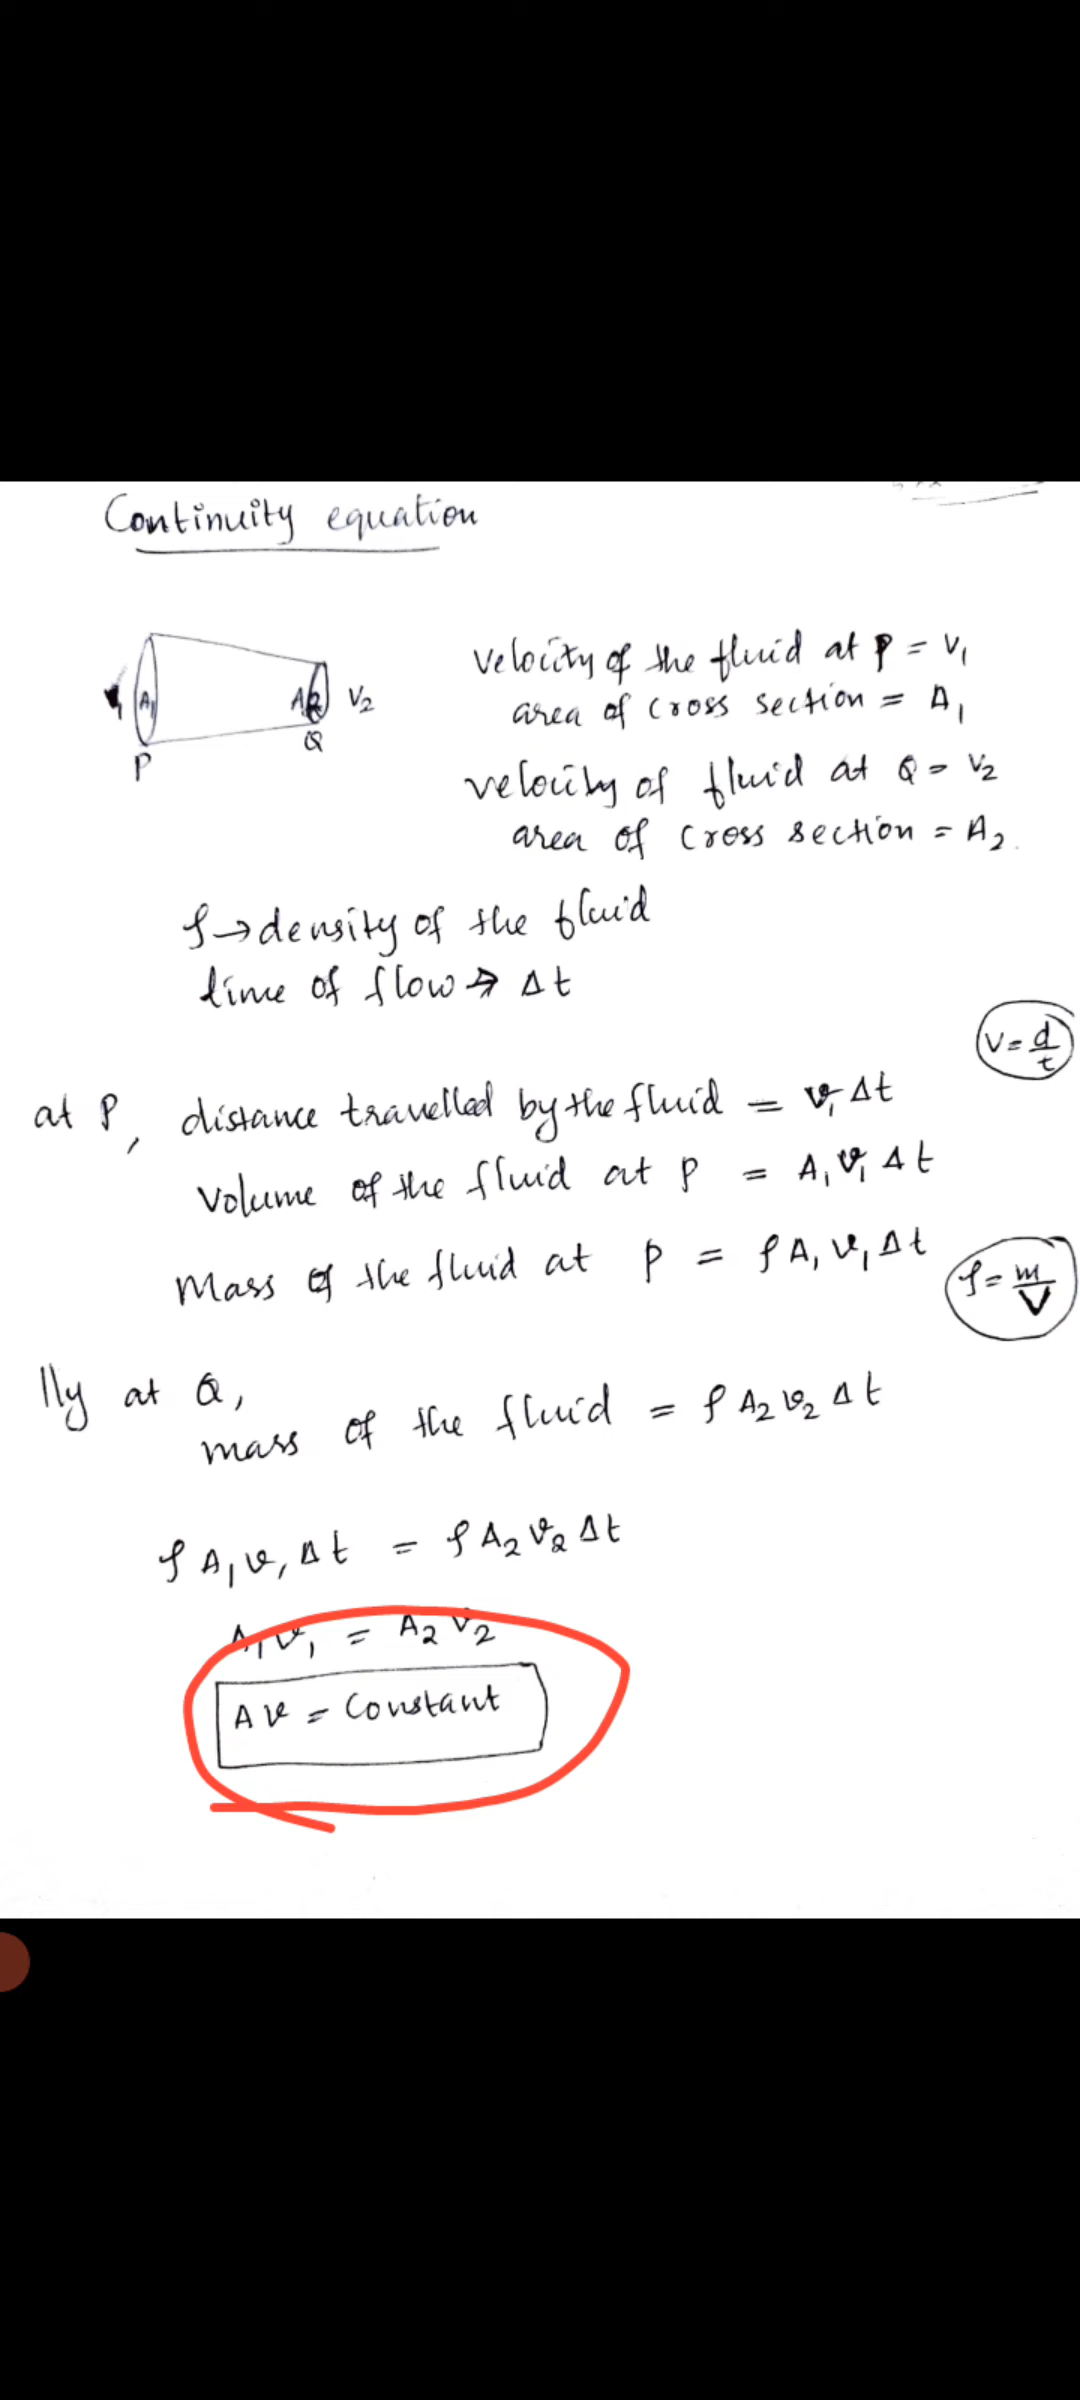 Continuity equation
A1 A2 V2
P Q
Velocity of the fluid at P = V1
area of cross section = A1
velocity of fluid at Q = V2
area of cross section = A2.
ρ→density of the fluid
time of flow → Δt
V = d/t
at P, distance travelled by the fluid = v1 Δt
Volume of the fluid at P = A1 v1 Δt
Mass of the fluid at P = ρ A1 v1 Δt
ρ = m/V
llly at Q,
mass of the fluid = ρ A2 v2 Δt
ρ A1 v1 Δt = ρ A2 v2 Δt
A1 v1 = A2 v2
A v = Constant